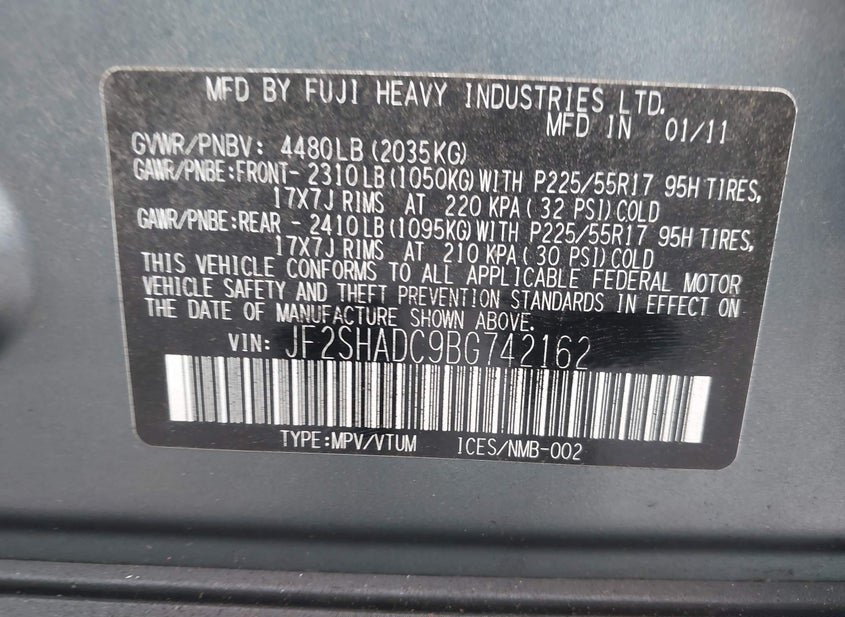 MFD BY FUJI HEAVY INDUSTRIES LTD.
MFD IN 01/11
GVWR/PNBV: 4480LB(2035KG)
GAWR/PNBE:FRONT- 2310LB(1050KG)WITH P225/55R17 95H TIRES,
17X7J RIMS AT 220 KPA( 32 PSI)COLD
GAWR/PNBE:REAR - 2410LB(1095KG)WITH P225/55R17 95H TIRES,
17X7J RIMS AT 210 KPA( 30 PSI)COLD
THIS VEHICLE CONFORMS TO ALL APPLICABLE FEDERAL MOTOR
VEHICLE SAFETY AND THEFT PREVENTION STANDARDS IN EFFECT ON
THE DATE OF MANUFACTURE SHOWN ABOVE.
VIN: JF2SHADC9BG742162
TYPE:MPV/VTUM ICES/NMB-002